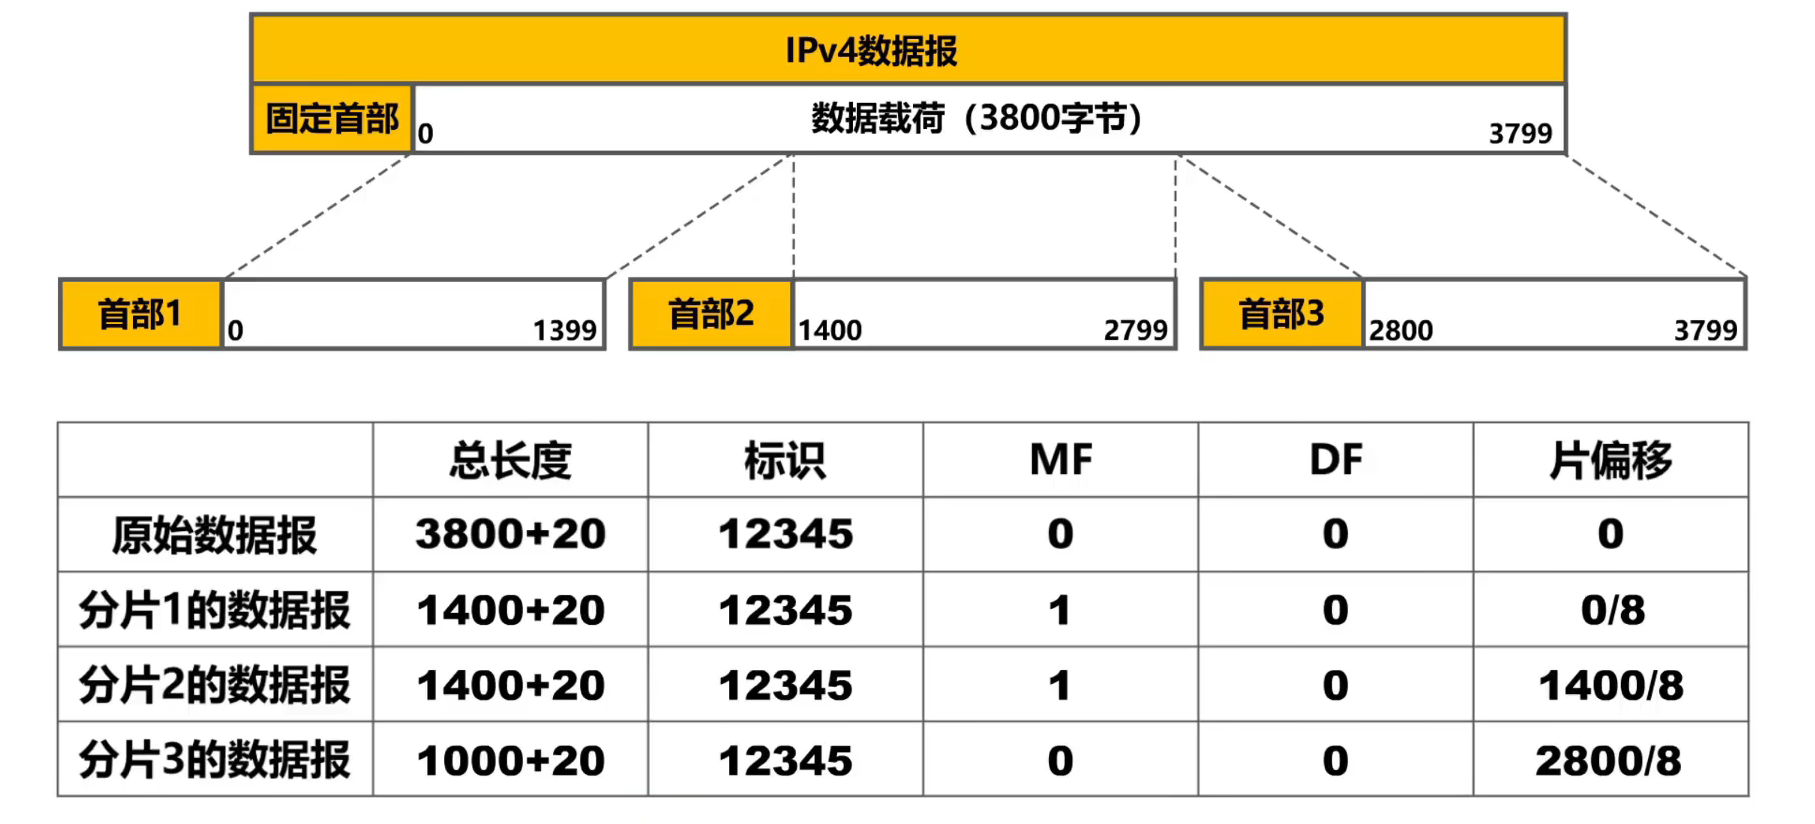 IPv4数据报
固定首部 0 数据载荷（3800字节） 3799
首部1 0 1399 首部2 1400 2799 首部3 2800 3799
总长度 标识 MF DF 片偏移
原始数据报 3800+20 12345 0 0 0
分片1的数据报 1400+20 12345 1 0 0/8
分片2的数据报 1400+20 12345 1 0 1400/8
分片3的数据报 1000+20 12345 0 0 2800/8